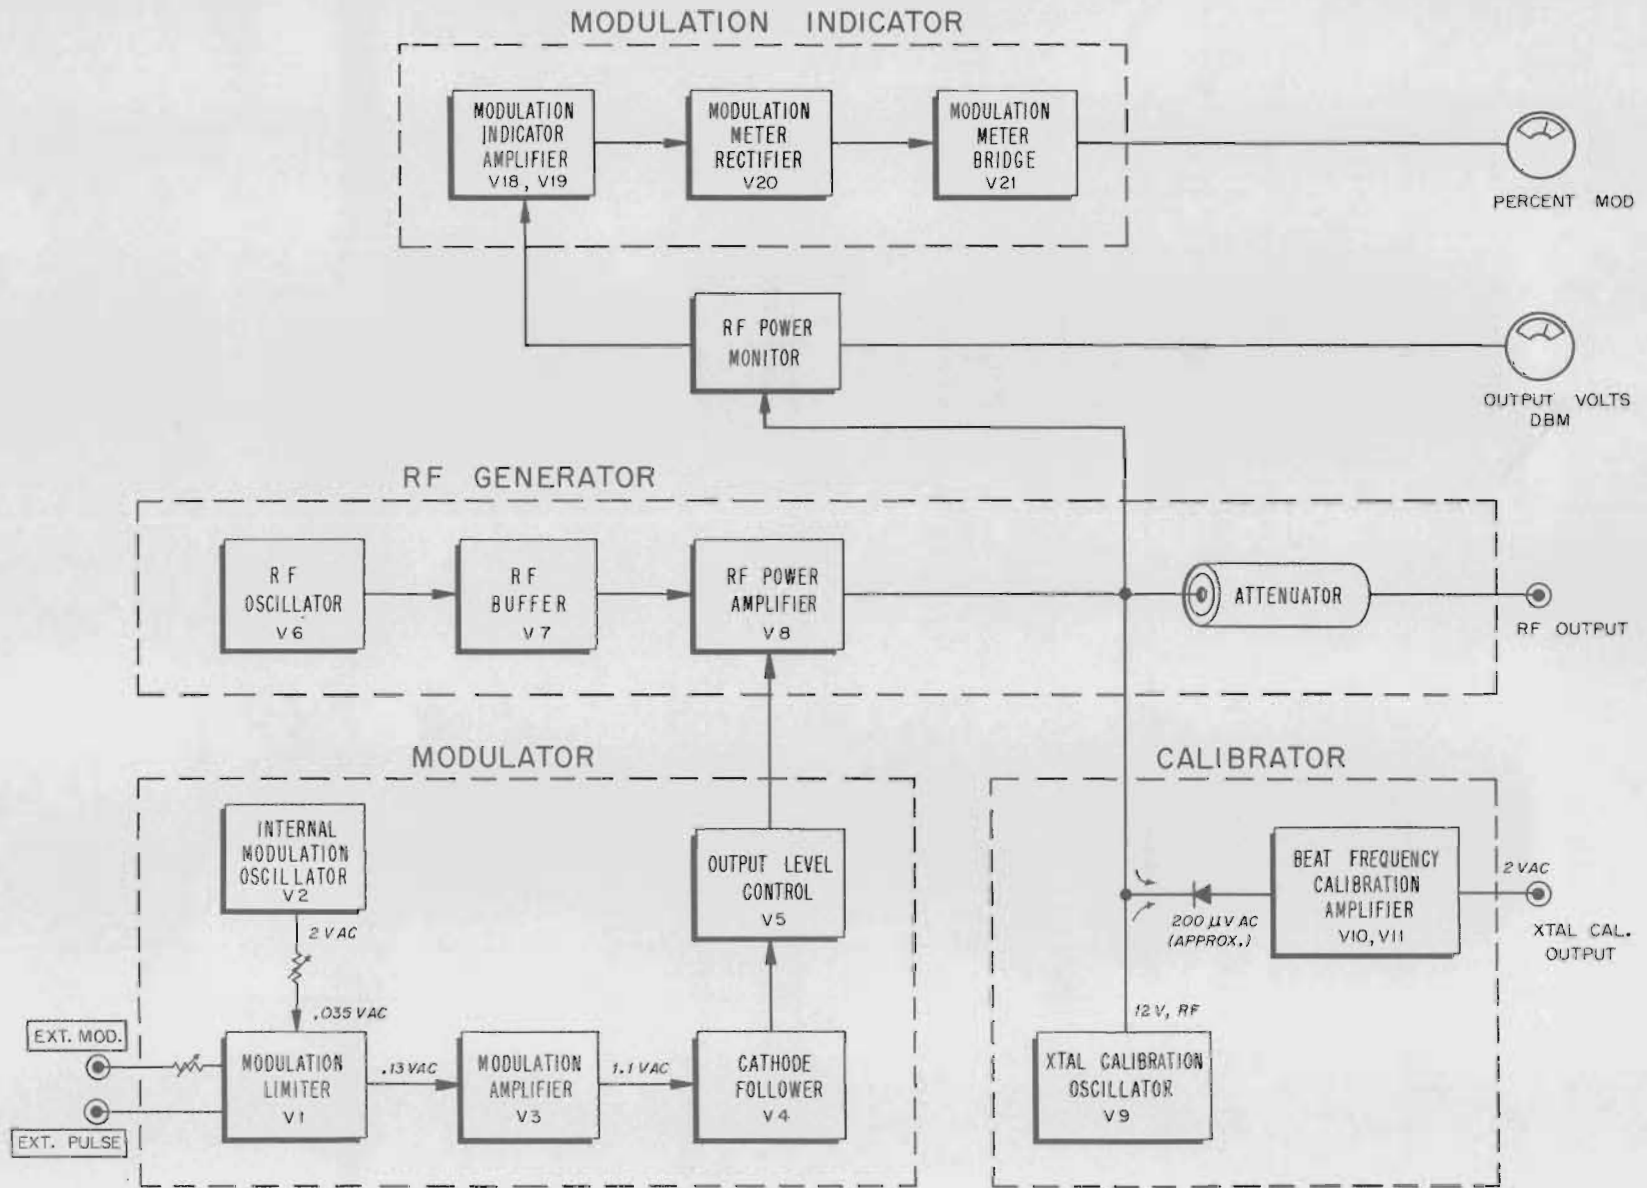 MODULATION INDICATOR
MODULATION
INDICATOR
AMPLIFIER
V18, V19
MODULATION
METER
RECTIFIER
V20
MODULATION
METER
BRIDGE
V21
PERCENT MOD
RF POWER
MONITOR
OUTPUT VOLTS
DBM
RF GENERATOR
RF
OSCILLATOR
V6
RF
BUFFER
V7
RF POWER
AMPLIFIER
V8
ATTENUATOR
RF OUTPUT
MODULATOR
INTERNAL
MODULATION
OSCILLATOR
V2
2 VAC
.035 VAC
OUTPUT LEVEL
CONTROL
V5
EXT. MOD.
EXT. PULSE
MODULATION
LIMITER
V1
.13 VAC
MODULATION
AMPLIFIER
V3
1.1 VAC
CATHODE
FOLLOWER
V4
CALIBRATOR
BEAT FREQUENCY
CALIBRATION
AMPLIFIER
V10, V11
2 VAC
XTAL CAL.
OUTPUT
200 µV AC
(APPROX.)
12 V, RF
XTAL CALIBRATION
OSCILLATOR
V9